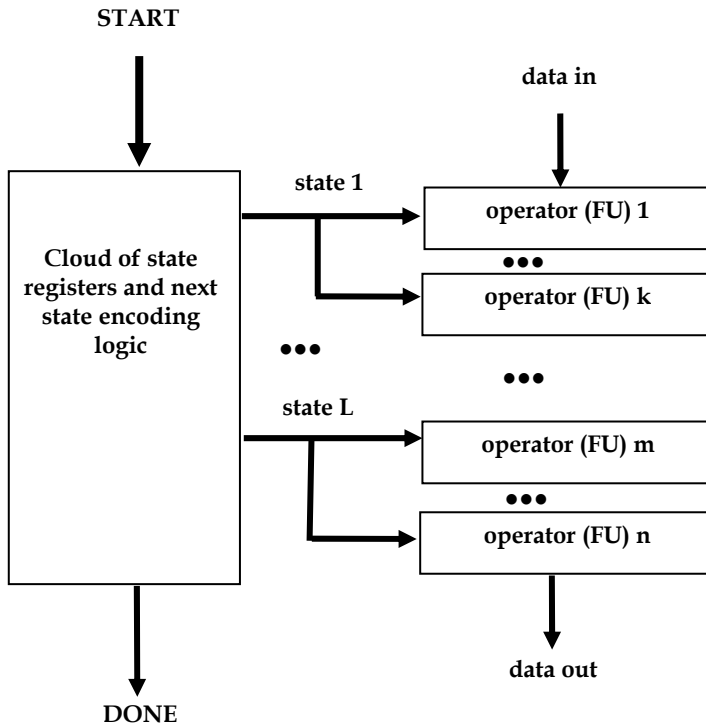 START
data in
state 1
operator (FU) 1
Cloud of state
registers and next
state encoding
logic
•••
operator (FU) k
•••
•••
state L
operator (FU) m
•••
operator (FU) n
data out
DONE